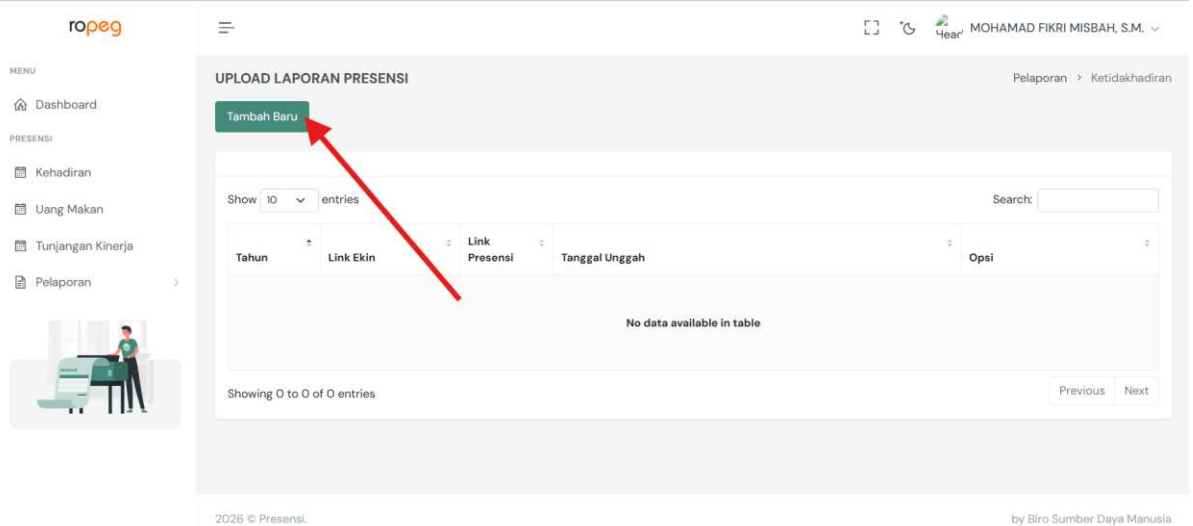 ropeg
MOHAMAD FIKRI MISBAH, S.M.
MENU
Dashboard
PRESENSI
Kehadiran
Uang Makan
Tunjangan Kinerja
Pelaporan
UPLOAD LAPORAN PRESENSI
Pelaporan > Ketidakhadiran
Tambah Baru
Show 10 entries
Search:
Tahun Link Ekin Link Presensi Tanggal Unggah Opsi
No data available in table
Showing 0 to 0 of 0 entries
Previous Next
2026 © Presensi.
by Biro Sumber Daya Manusia